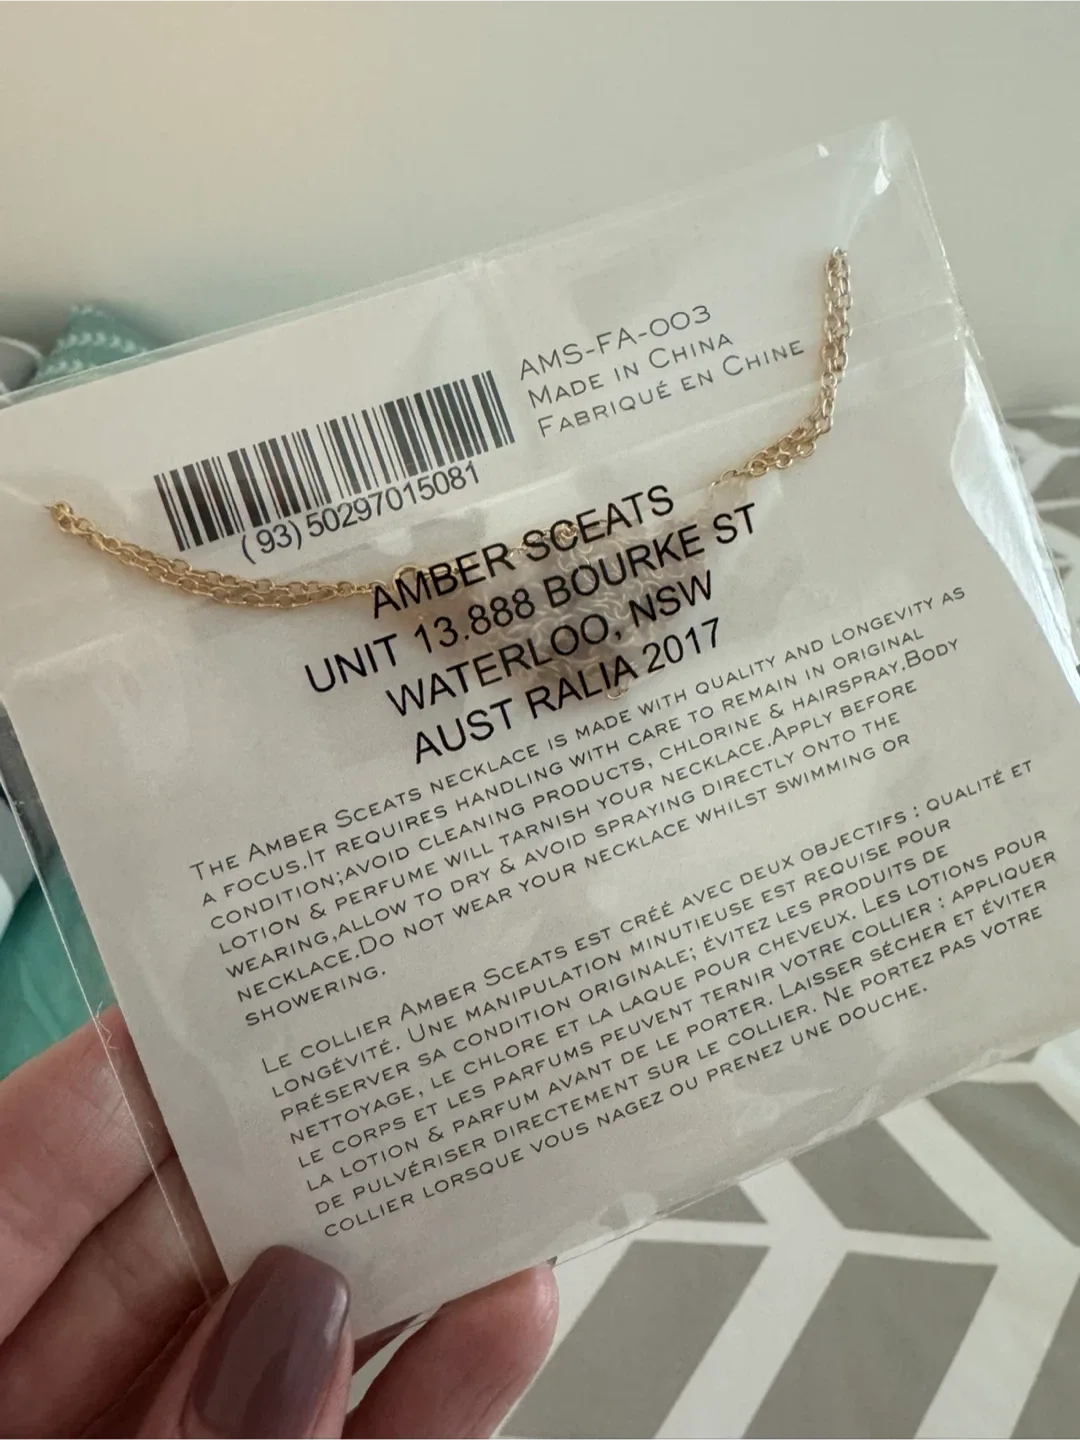 AMS-FA-003
MADE IN CHINA
FABRIQUÉ EN CHINE
(93) 50297015081
AMBER SCEATS
UNIT 13.888 BOURKE ST
WATERLOO, NSW
AUST RALIA 2017
THE AMBER SCEATS NECKLACE IS MADE WITH QUALITY AND LONGEVITY AS
A FOCUS.IT REQUIRES HANDLING WITH CARE TO REMAIN IN ORIGINAL
CONDITION;AVOID CLEANING PRODUCTS, CHLORINE & HAIRSPRAY.BODY
LOTION & PERFUME WILL TARNISH YOUR NECKLACE.APPLY BEFORE
WEARING,ALLOW TO DRY & AVOID SPRAYING DIRECTLY ONTO THE
NECKLACE.DO NOT WEAR YOUR NECKLACE WHILST SWIMMING OR
SHOWERING.
LE COLLIER AMBER SCEATS EST CRÉÉ AVEC DEUX OBJECTIFS : QUALITÉ ET
LONGÉVITÉ. UNE MANIPULATION MINUTIEUSE EST REQUISE POUR
PRÉSERVER SA CONDITION ORIGINALE; ÉVITEZ LES PRODUITS DE
NETTOYAGE, LE CHLORE ET LA LAQUE POUR CHEVEUX. LES LOTIONS POUR
LE CORPS ET LES PARFUMS PEUVENT TERNIR VOTRE COLLIER : APPLIQUER
LA LOTION & PARFUM AVANT DE LE PORTER. LAISSER SÉCHER ET ÉVITER
DE PULVÉRISER DIRECTEMENT SUR LE COLLIER. NE PORTEZ PAS VOTRE
COLLIER LORSQUE VOUS NAGEZ OU PRENEZ UNE DOUCHE.